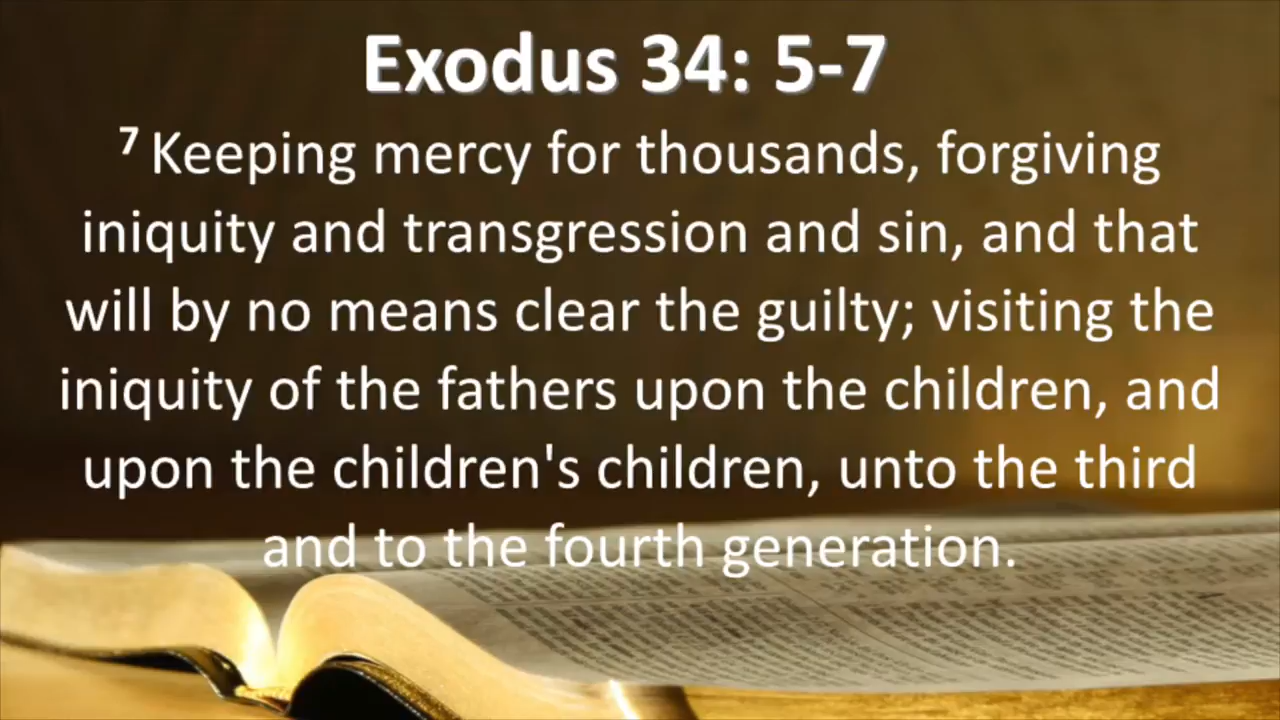 Exodus 34: 5-7
7 Keeping mercy for thousands, forgiving
iniquity and transgression and sin, and that
will by no means clear the guilty; visiting the
iniquity of the fathers upon the children, and
upon the children's children, unto the third
and to the fourth generation.